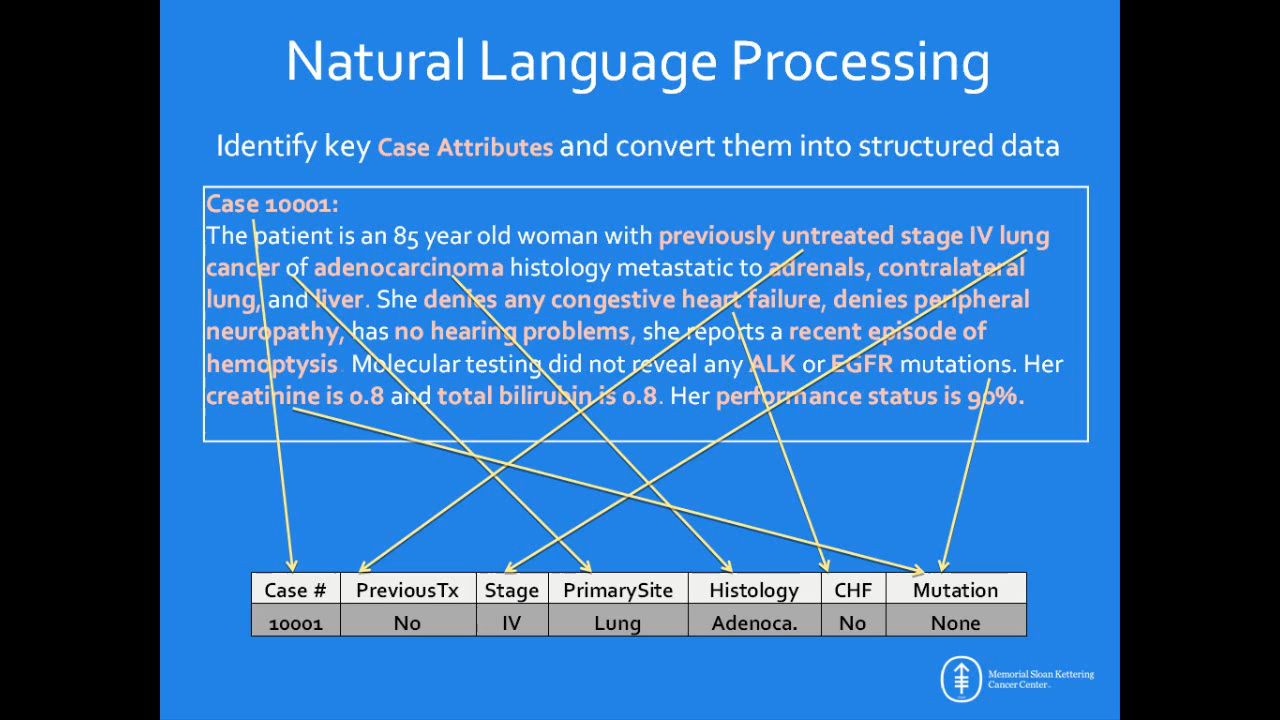 Natural Language Processing
Identify key Case Attributes and convert them into structured data
Case 10001:
The patient is an 85 year old woman with previously untreated stage IV lung
cancer of adenocarcinoma histology metastatic to adrenals, contralateral
lung, and liver. She denies any congestive heart failure, denies peripheral
neuropathy, has no hearing problems, she reports a recent episode of
hemoptysis. Molecular testing did not reveal any ALK or EGFR mutations. Her
creatinine is 0.8 and total bilirubin is 0.8. Her performance status is 90%.
Case # PreviousTx Stage PrimarySite Histology CHF Mutation
10001 No IV Lung Adenoca. No None
Memorial Sloan Kettering
Cancer Center